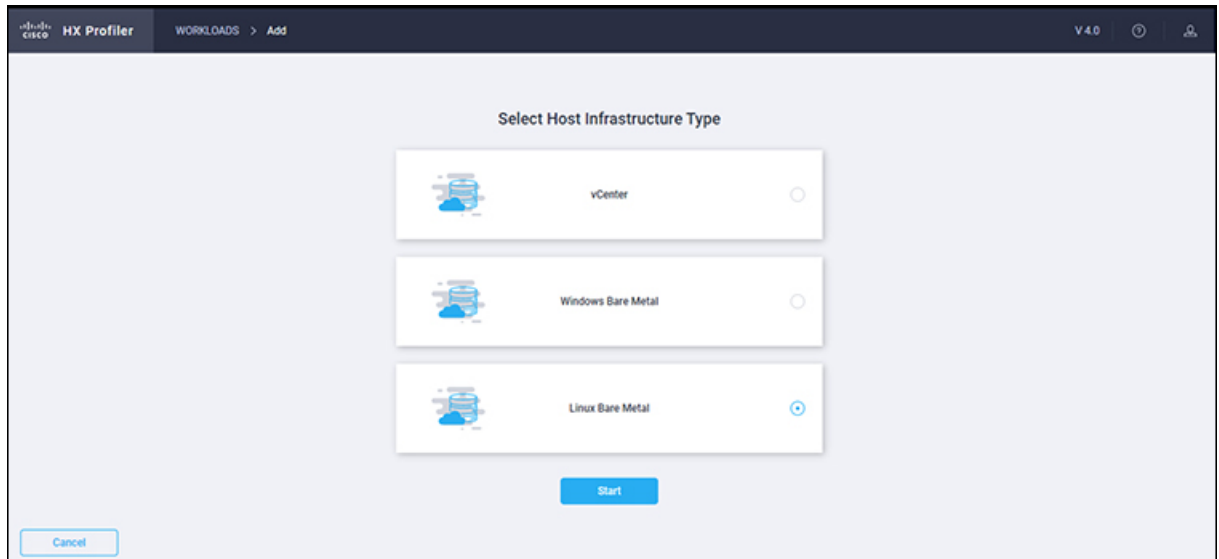 CISCO HX Profiler WORKLOADS > Add V 4.0
Select Host Infrastructure Type
vCenter
Windows Bare Metal
Linux Bare Metal
Start
Cancel